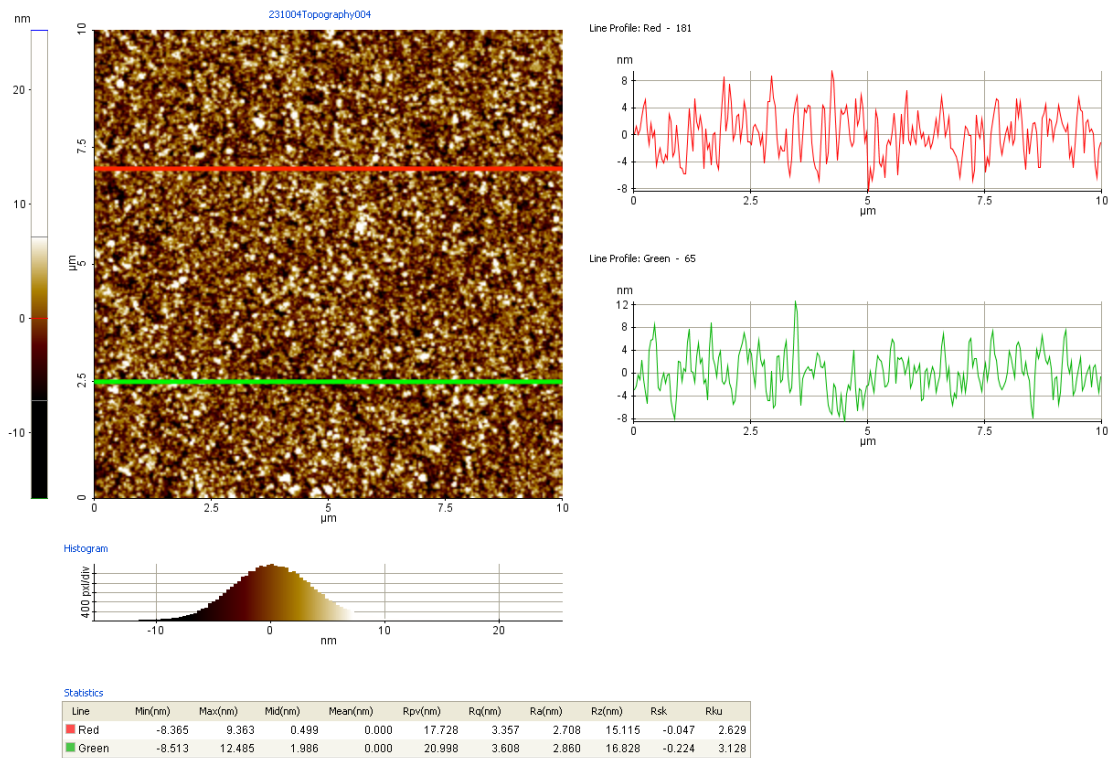 nm
231004Topography004
20
10
0
-10
10
7.5
5
2.5
0
µm
0
2.5
5
7.5
10
µm
Line Profile: Red - 181
nm
8
4
0
-4
-8
0
2.5
5
7.5
10
µm
Line Profile: Green - 65
nm
12
8
4
0
-4
-8
0
2.5
5
7.5
10
µm
Histogram
400 pxl/div
-10
0
10
20
nm
Statistics
Line Min(nm) Max(nm) Mid(nm) Mean(nm) Rpv(nm) Rq(nm) Ra(nm) Rz(nm) Rsk Rku
Red -8.365 9.363 0.499 0.000 17.728 3.357 2.708 15.115 -0.047 2.629
Green -8.513 12.485 1.986 0.000 20.998 3.608 2.860 16.828 -0.224 3.128